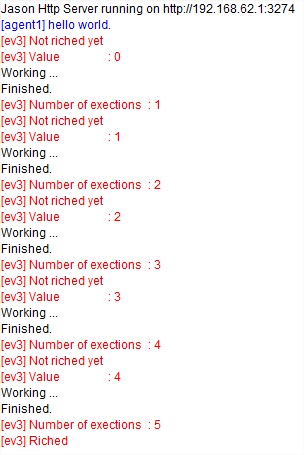 Jason Http Server running on http://192.168.62.1:3274
[agent1] hello world.
[ev3] Not riched yet
[ev3] Value : 0
Working ...
Finished.
[ev3] Number of exections : 1
[ev3] Not riched yet
[ev3] Value : 1
Working ...
Finished.
[ev3] Number of exections : 2
[ev3] Not riched yet
[ev3] Value : 2
Working ...
Finished.
[ev3] Number of exections : 3
[ev3] Not riched yet
[ev3] Value : 3
Working ...
Finished.
[ev3] Number of exections : 4
[ev3] Not riched yet
[ev3] Value : 4
Working ...
Finished.
[ev3] Number of exections : 5
[ev3] Riched